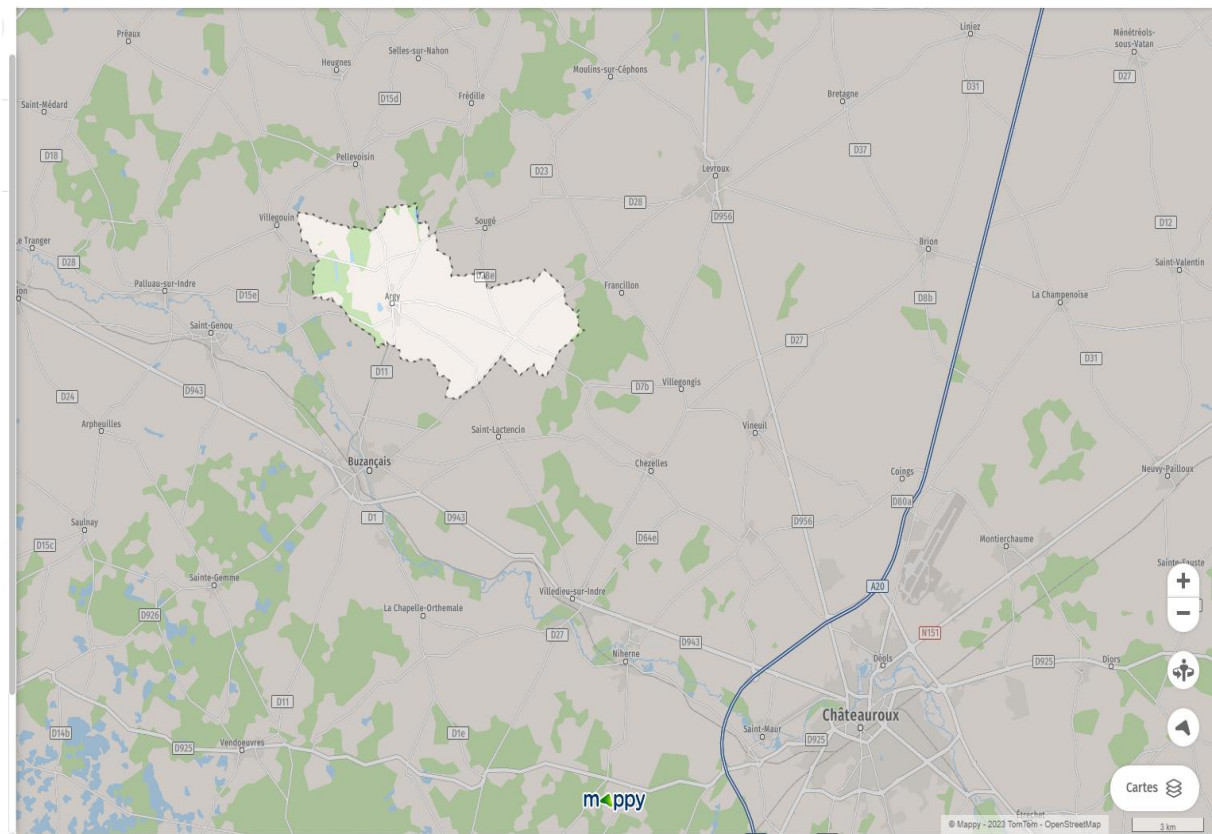 Préaux
Liniez
Ménétréols-
sous-Vatan
Selles-sur-Nahon
Heugnes
Moulins-sur-Céphons
D27
D31
Bretagne
D15d
Frédille
Saint-Médard
D37
D18
Pellevoisin
D23
Levroux
D28
D956
Villegouin
Sougé
D12
Le Tranger
Brion
D28
Saint-Valentin
Palluau-sur-Indre
D15e
Francillon
Argy
La Champenoise
D8b
Saint-Genou
D27
D31
D11
D943
D7b
Villegongis
D24
Arpheuilles
Saint-Lactencin
Vineuil
Buzançais
Chezelles
Coings
Neuvy-Pailloux
D80a
D1
D943
D956
Saulnay
D64e
D15c
Montierchaume
Sainte-Gemme
A20
Villedieu-sur-Indre
La Chapelle-Orthemale
D926
D27
N151
D943
Niherne
Déols
D925
Diors
D11
Châteauroux
D14b
D1e
Saint-Maur
D925
D925
Vendoeuvres
Cartes
mappy
© Mappy - 2023 TomTom - OpenStreetMap
3 km